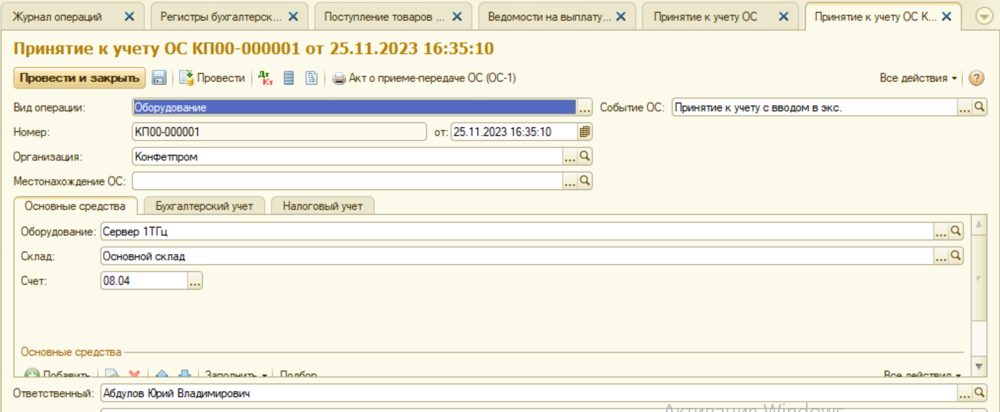 Журнал операций Регистры бухгалтерск... Поступление товаров ... Ведомости на выплату... Принятие к учету ОС Принятие к учету ОС К...
Принятие к учету ОС КП00-000001 от 25.11.2023 16:35:10
Провести и закрыть Провести Дт Кт Акт о приеме-передаче ОС (ОС-1) Все действия ?
Вид операции: Оборудование ... Событие ОС: Принятие к учету с вводом в экс. ...
Номер: КП00-000001 от: 25.11.2023 16:35:10
Организация: Конфетпром ...
Местонахождение ОС: ...
Основные средства Бухгалтерский учет Налоговый учет
Оборудование: Сервер 1ТГц ...
Склад: Основной склад ...
Счет: 08.04 ...
Основные средства
Добавить Заполнить Подбор Все действия
Ответственный: Абдулов Юрий Владимирович ...
Активация Windows